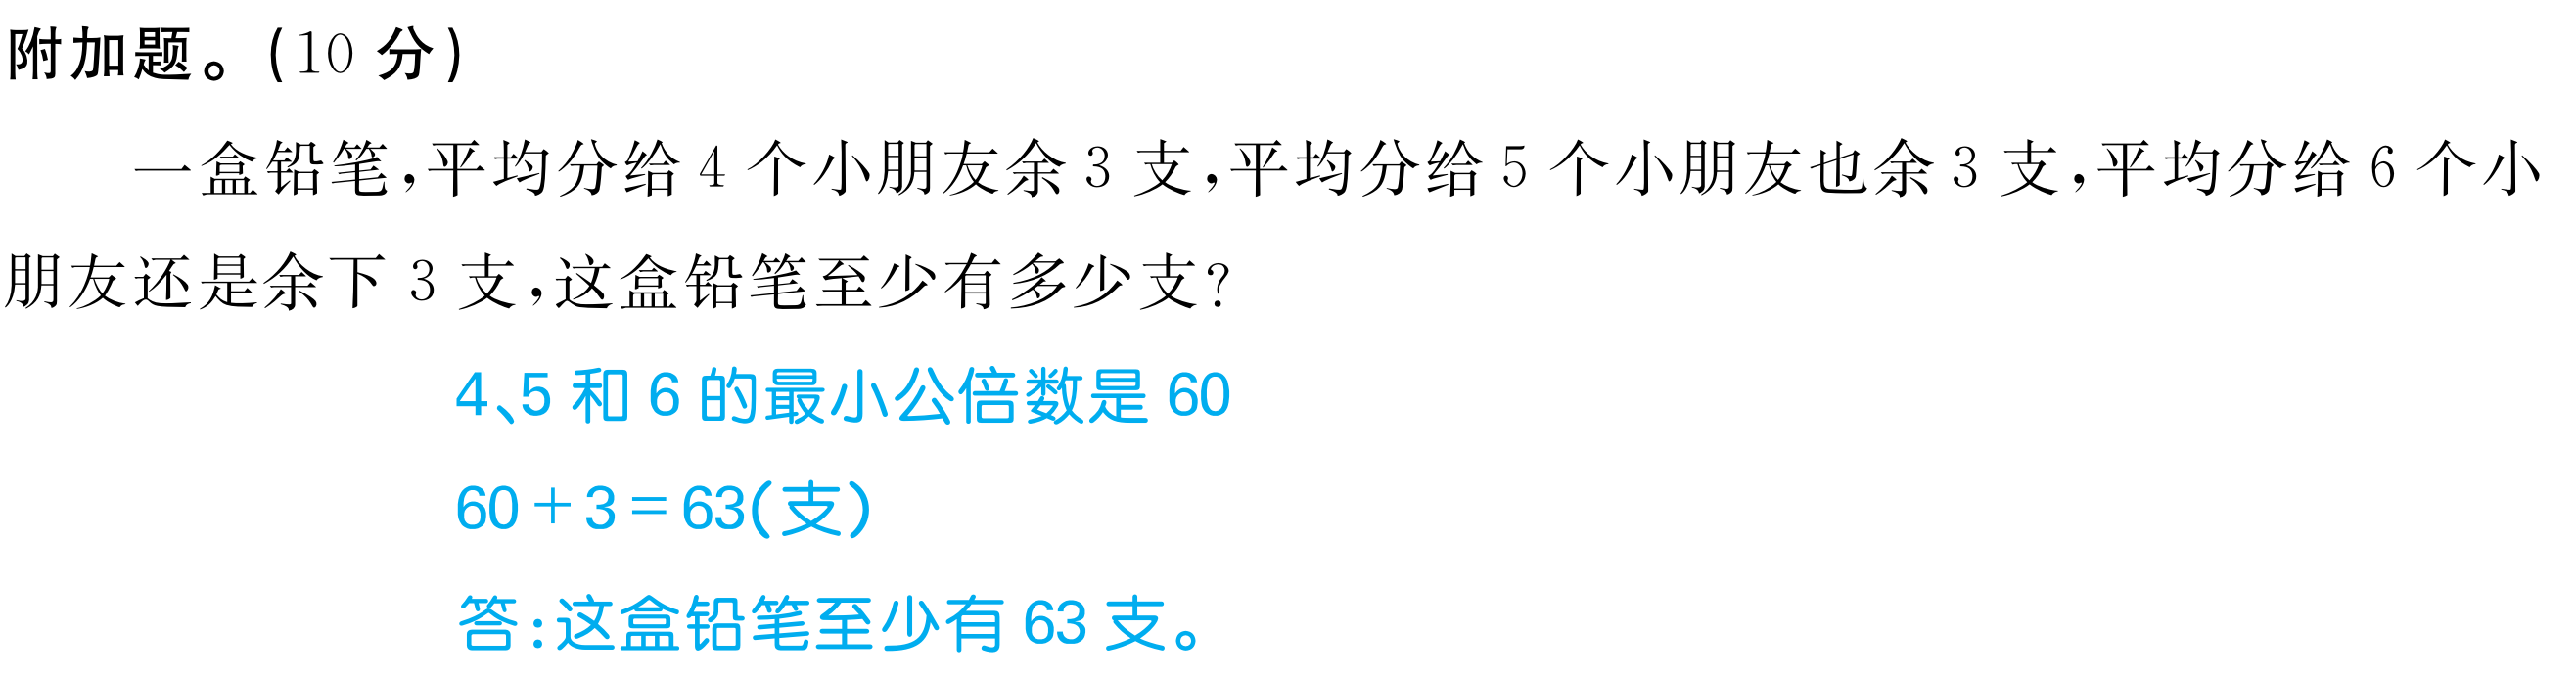 附加题。(10 分)
一盒铅笔,平均分给 4 个小朋友余 3 支,平均分给 5 个小朋友也余 3 支,平均分给 6 个小
朋友还是余下 3 支,这盒铅笔至少有多少支?
4、5 和 6 的最小公倍数是 60
60+3=63(支)
答:这盒铅笔至少有 63 支。